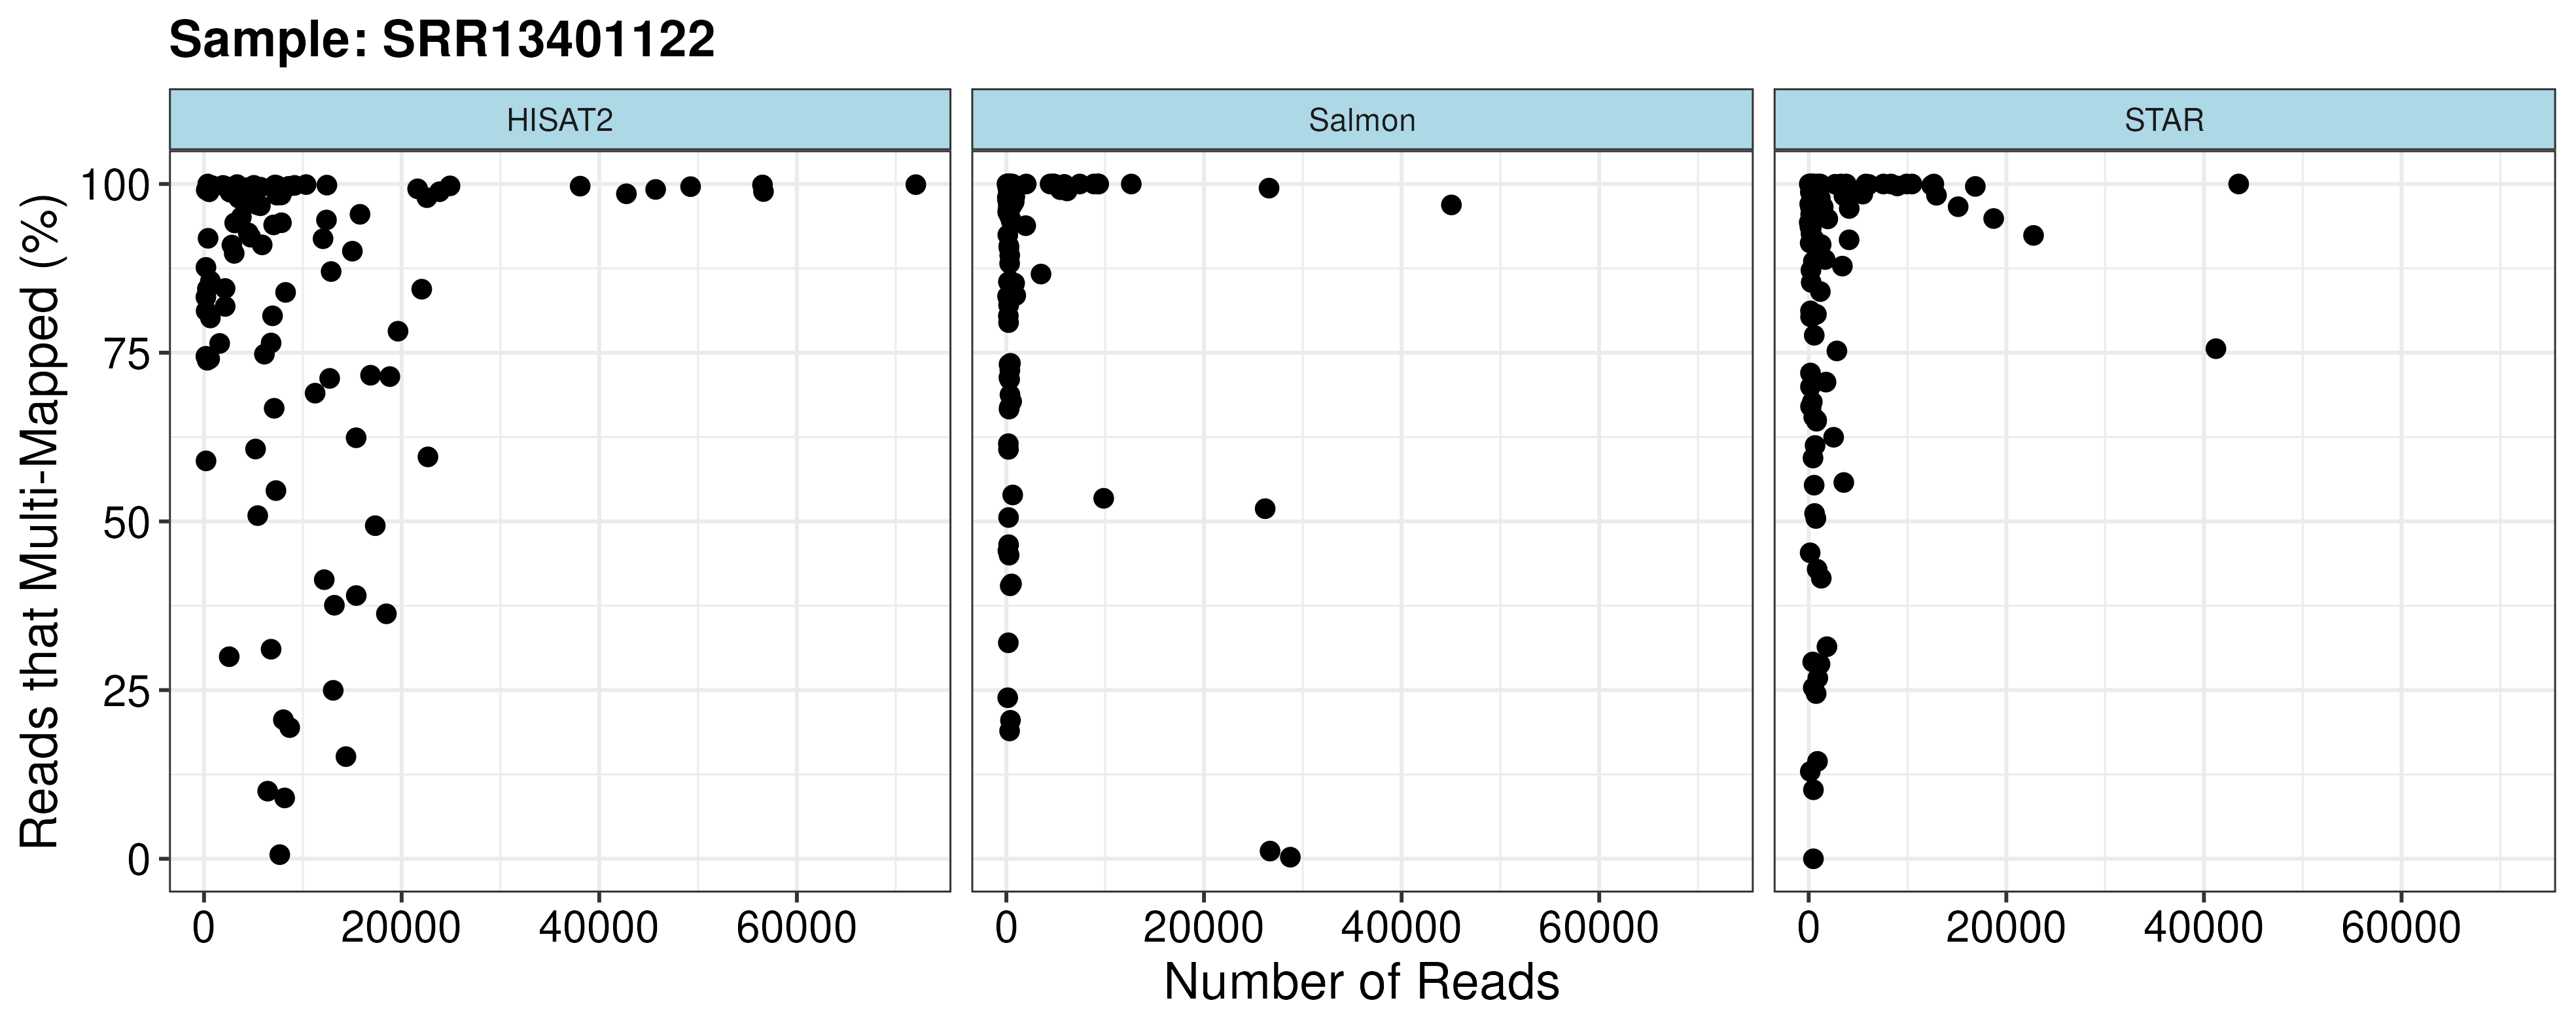 Sample: SRR13401122
HISAT2
Salmon
STAR
Reads that Multi-Mapped (%)
100
75
50
25
0
0 20000 40000 60000
0 20000 40000 60000
0 20000 40000 60000
Number of Reads